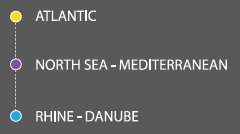 ATLANTIC
NORTH SEA - MEDITERRANEAN
RHINE - DANUBE